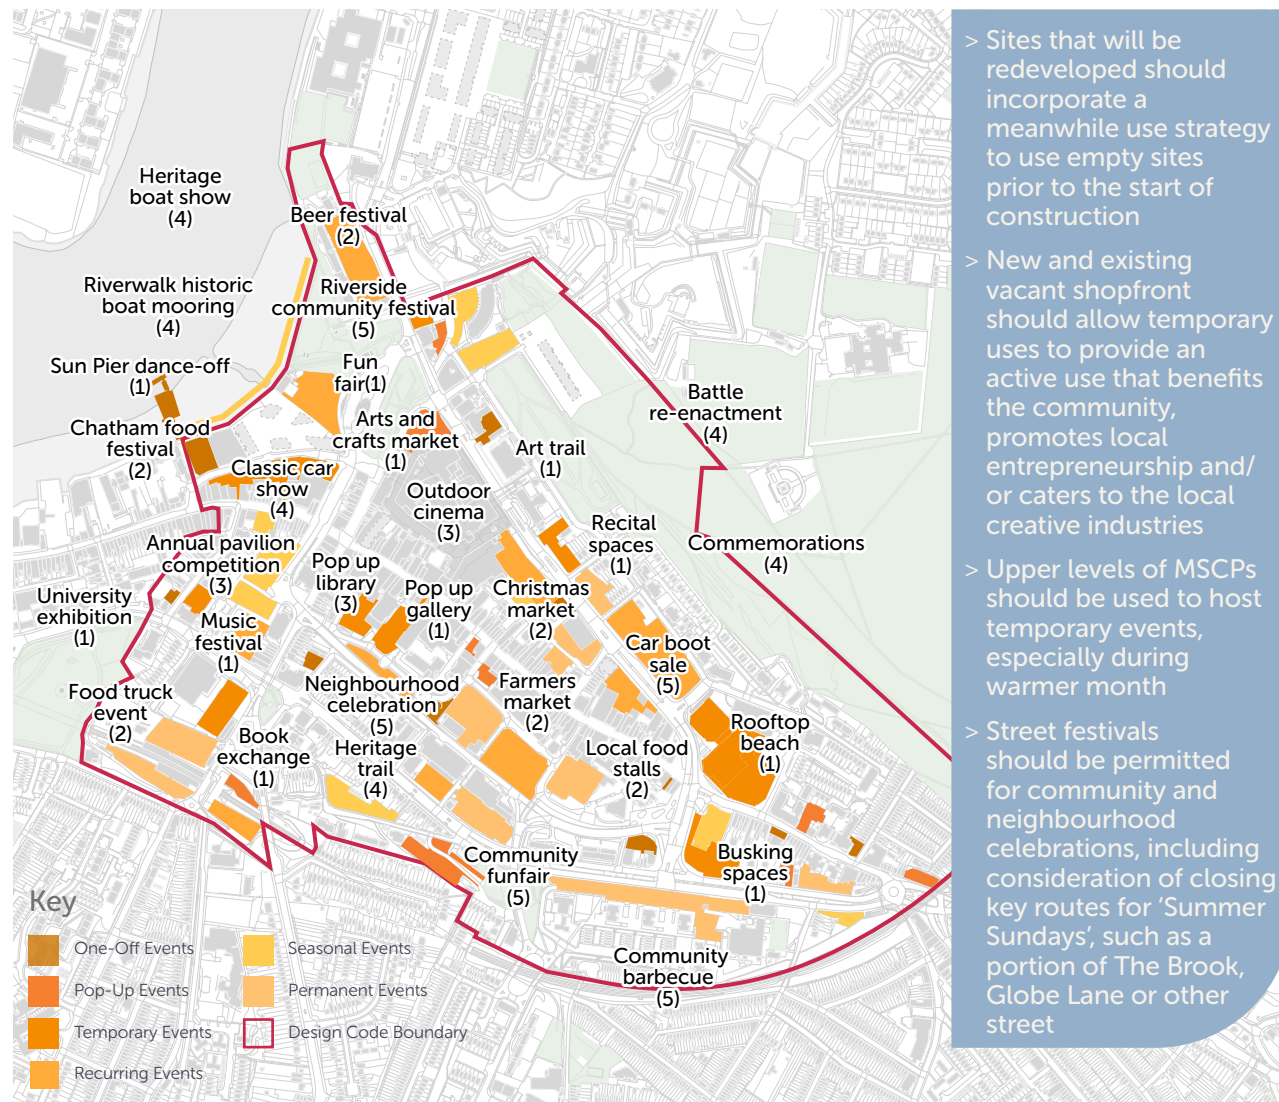 Heritage
boat show
(4)
Beer festival
(2)
Riverwalk historic
boat mooring
(4)
Riverside
community festival
(5)
Sun Pier dance-off
(1)
Fun
fair(1)
Chatham food
festival
(2)
Arts and
crafts market
(1)
Battle
re-enactment
(4)
Classic car
show
(4)
Art trail
(1)
Outdoor
cinema
(3)
Recital
spaces
(1)
Commemorations
(4)
Annual pavilion
competition
(3)
Pop up
library
(3)
Pop up
gallery
(1)
Christmas
market
(2)
University
exhibition
(1)
Music
festival
(1)
Car boot
sale
(5)
Neighbourhood
celebration
(5)
Farmers
market
(2)
Food truck
event
(2)
Book
exchange
(1)
Heritage
trail
(4)
Local food
stalls
(2)
Rooftop
beach
(1)
Community
funfair
(5)
Busking
spaces
(1)
Community
barbecue
(5)
Key
One-Off Events
Pop-Up Events
Temporary Events
Recurring Events
Seasonal Events
Permanent Events
Design Code Boundary
> Sites that will be
redeveloped should
incorporate a
meanwhile use strategy
to use empty sites
prior to the start of
construction
> New and existing
vacant shopfront
should allow temporary
uses to provide an
active use that benefits
the community,
promotes local
entrepreneurship and/
or caters to the local
creative industries
> Upper levels of MSCPs
should be used to host
temporary events,
especially during
warmer month
> Street festivals
should be permitted
for community and
neighbourhood
celebrations, including
consideration of closing
key routes for ‘Summer
Sundays’, such as a
portion of The Brook,
Globe Lane or other
street